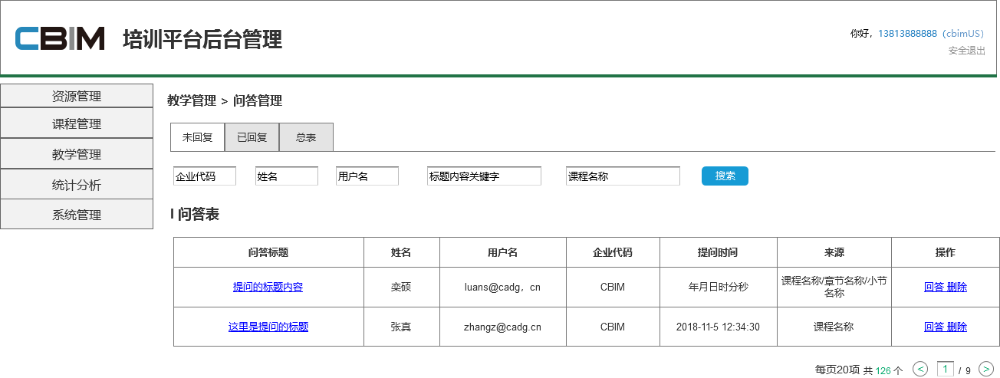 CBIM 培训平台后台管理
你好，13813888888（cbimUS）
安全退出
资源管理
课程管理
教学管理
统计分析
系统管理
教学管理 > 问答管理
未回复 已回复 总表
企业代码 姓名 用户名 标题内容关键字 课程名称 搜索
I 问答表
问答标题 姓名 用户名 企业代码 提问时间 来源 操作
提问的标题内容 栾硕 luans@cadg，cn CBIM 年月日时分秒 课程名称/章节名称/小节
名称 回答 删除
这里是提问的标题 张真 zhangz@cadg.cn CBIM 2018-11-5 12:34:30 课程名称 回答 删除
每页20项 共 126 个 < 1 / 9 >